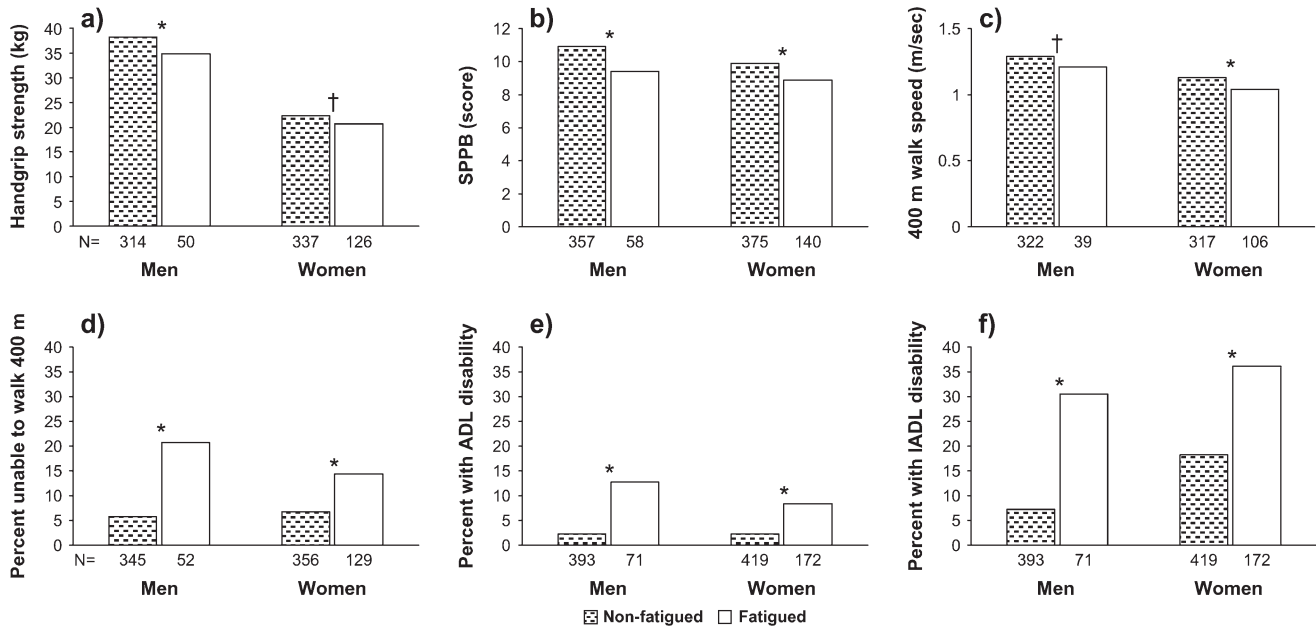 a)
Handgrip strength (kg)
40
35
30
25
20
15
10
5
0
*
†
N= 314 50 337 126
Men Women
b)
SPPB (score)
12
10
8
6
4
2
0
*
*
357 58 375 140
Men Women
c)
400 m walk speed (m/sec)
1.5
1
0.5
0
†
*
322 39 317 106
Men Women
d)
Percent unable to walk 400 m
40
35
30
25
20
15
10
5
0
*
*
N= 345 52 356 129
Men Women
e)
Percent with ADL disability
40
35
30
25
20
15
10
5
0
*
*
393 71 419 172
Men Women
f)
Percent with IADL disability
40
35
30
25
20
15
10
5
0
*
*
393 71 419 172
Men Women
Non-fatigued Fatigued